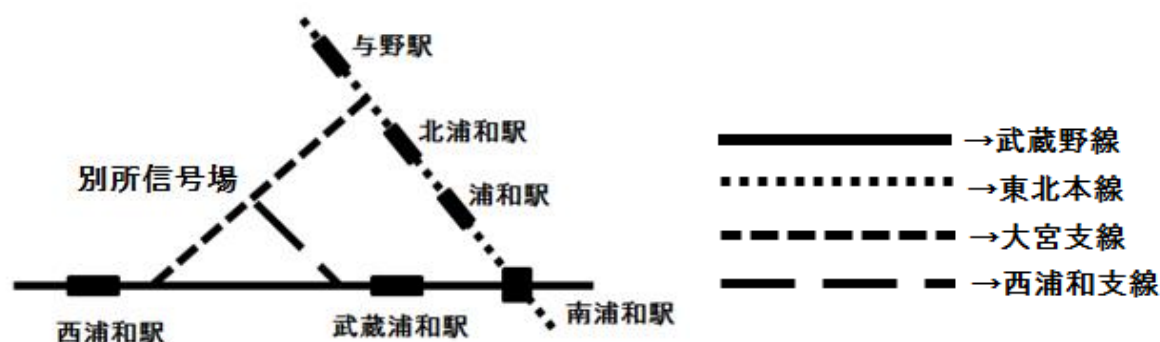 与野駅
北浦和駅
別所信号場
浦和駅
西浦和駅
武蔵浦和駅
南浦和駅
→武蔵野線
→東北本線
→大宮支線
→西浦和支線